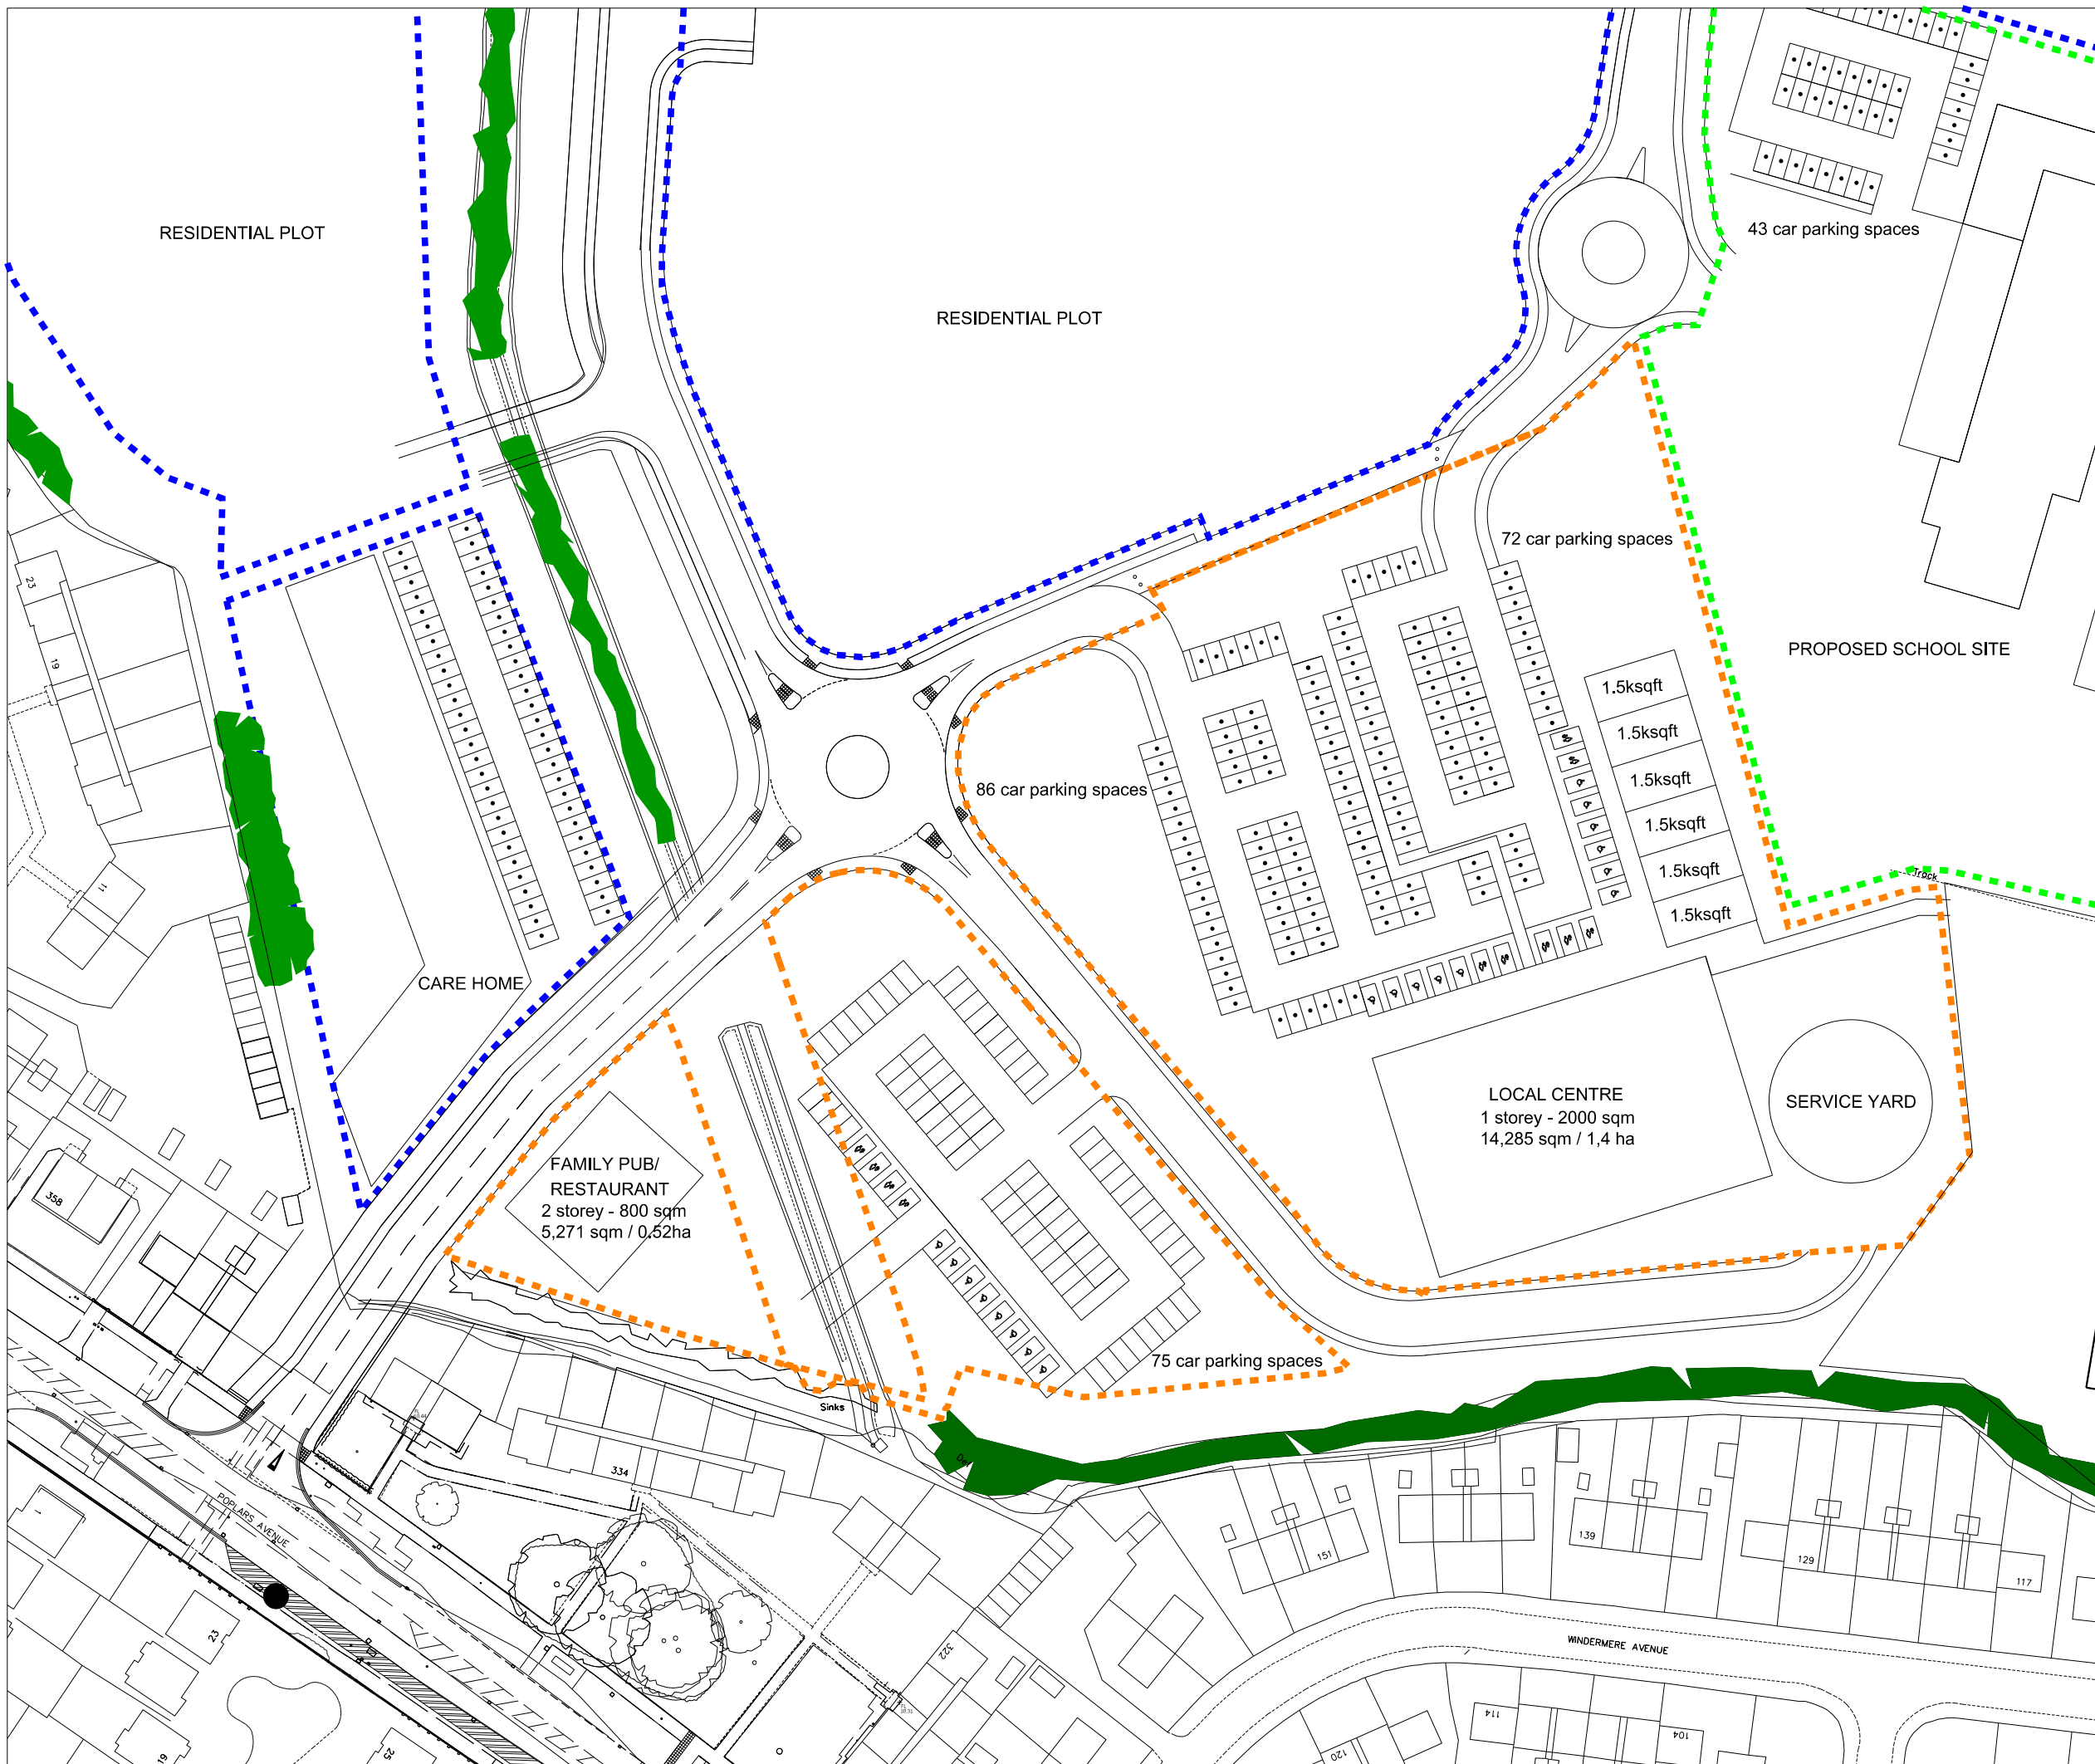 RESIDENTIAL PLOT
43 car parking spaces
RESIDENTIAL PLOT
72 car parking spaces
23
19
11
PROPOSED SCHOOL SITE
1.5ksqft
1.5ksqft
1.5ksqft
1.5ksqft
1.5ksqft
1.5ksqft
86 car parking spaces
Track
CARE HOME
LOCAL CENTRE
1 storey - 2000 sqm
14,285 sqm / 1,4 ha
SERVICE YARD
FAMILY PUB/
RESTAURANT
2 storey - 800 sqm
5,271 sqm / 0.52ha
358
75 car parking spaces
Sinks
334
POPLARS AVENUE
1
151
139
129
117
23
322
WINDERMERE AVENUE
114
104
120
19
25